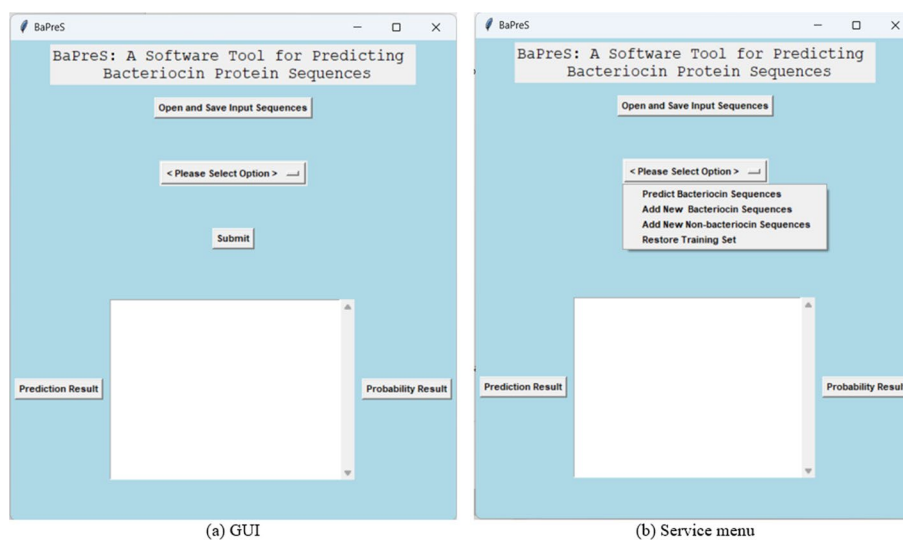 BaPreS
BaPreS: A Software Tool for Predicting
Bacteriocin Protein Sequences
Open and Save Input Sequences
< Please Select Option >
Submit
Prediction Result
Probability Result
(a) GUI
BaPreS
BaPreS: A Software Tool for Predicting
Bacteriocin Protein Sequences
Open and Save Input Sequences
< Please Select Option >
Predict Bacteriocin Sequences
Add New Bacteriocin Sequences
Add New Non-bacteriocin Sequences
Restore Training Set
Prediction Result
Probability Resul
(b) Service menu